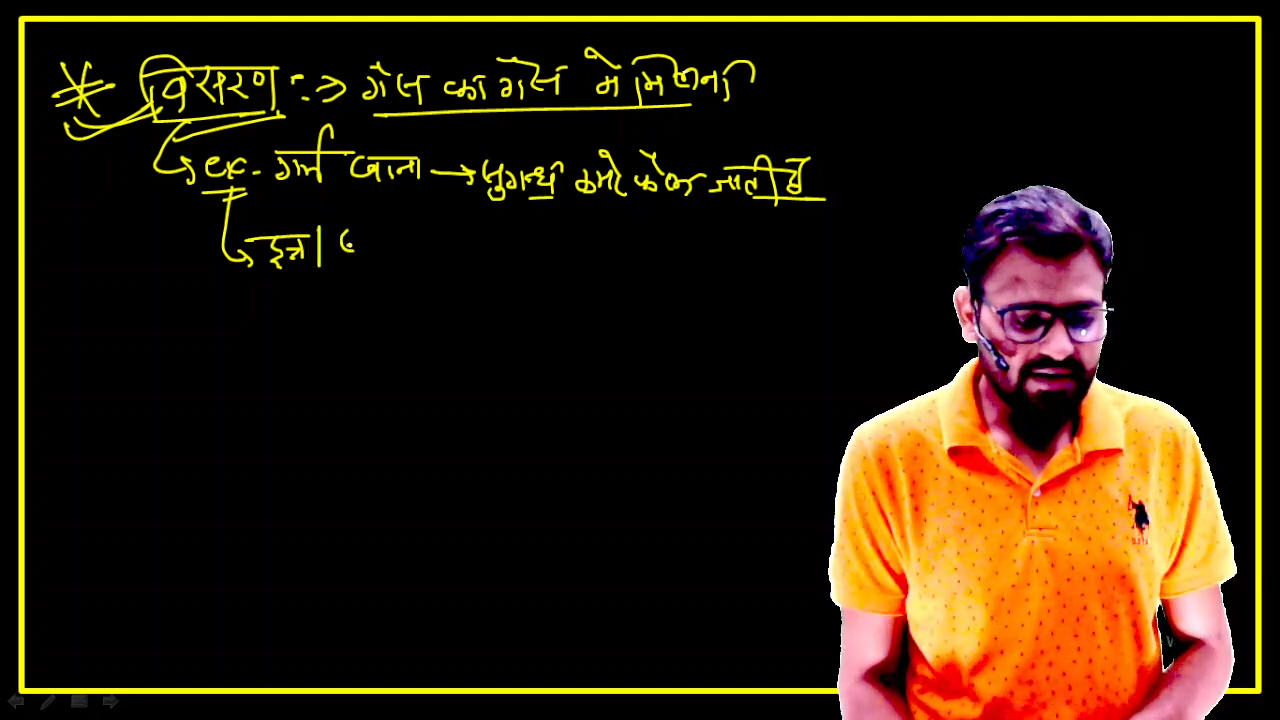 * विसरण :⇒ गैस का गैस में मिलना
↳ ex- गर्म खाना → सुगन्धी कमरे फैल जाती है
↳ इत्र | (